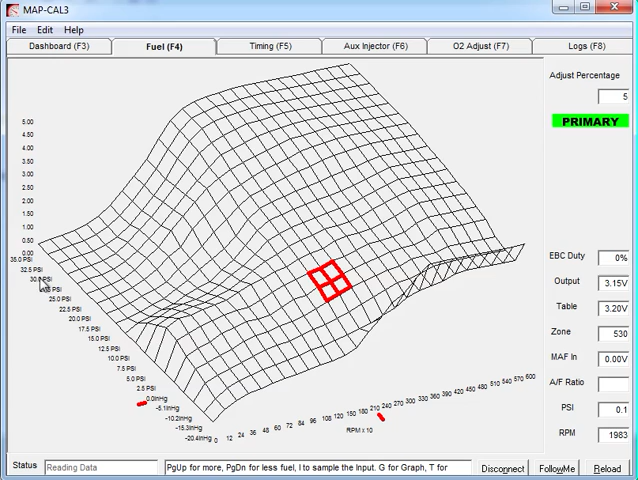 MAP-CAL3
File Edit Help
Dashboard (F3) Fuel (F4) Timing (F5) Aux Injector (F6) O2 Adjust (F7) Logs (F8)
Adjust Percentage
5
PRIMARY
5.00
4.50
4.00
3.50
3.00
2.50
2.00
1.50
1.00
0.50
0.00
35.0 PSI
32.5 PSI
30.0 PSI
25.0 PSI
22.5 PSI
20.0 PSI
17.5 PSI
15.0 PSI
12.5 PSI
10.0 PSI
7.5 PSI
5.0 PSI
2.5 PSI
0.0inHg
-5.1inHg
-10.2inHg
-15.3inHg
-20.4inHg
0 12 24 36 48 60 72 84 96 108 120 132 150 180 210 240 270 300 330 360 390 420 450 480 510 540 570 600
RPM x 10
EBC Duty 0%
Output 3.15V
Table 3.20V
Zone 530
MAF In 0.00V
A/F Ratio
PSI 0.1
RPM 1983
Status Reading Data PgUp for more, PgDn for less fuel, I to sample the Input. G for Graph, T for Disconnect FollowMe Reload